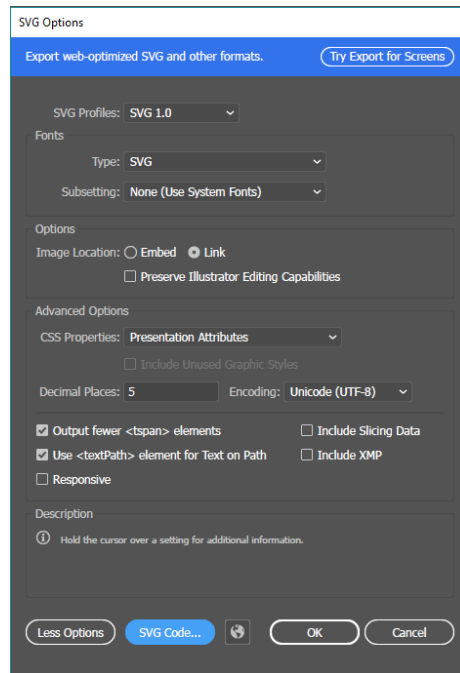 SVG Options
Export web-optimized SVG and other formats. Try Export for Screens
SVG Profiles: SVG 1.0
Fonts
Type: SVG
Subsetting: None (Use System Fonts)
Options
Image Location: Embed Link
Preserve Illustrator Editing Capabilities
Advanced Options
CSS Properties: Presentation Attributes
Include Unused Graphic Styles
Decimal Places: 5 Encoding: Unicode (UTF-8)
Output fewer <tspan> elements Include Slicing Data
Use <textPath> element for Text on Path Include XMP
Responsive
Description
Hold the cursor over a setting for additional information.
Less Options SVG Code... OK Cancel